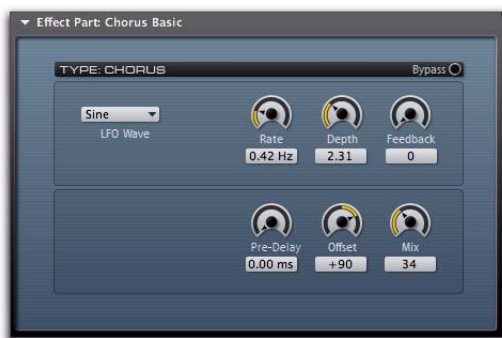 Effect Part: Chorus Basic
TYPE: CHORUS Bypass
Sine
LFO Wave
Rate Depth Feedback
0.42 Hz 2.31 0
Pre-Delay Offset Mix
0.00 ms +90 34